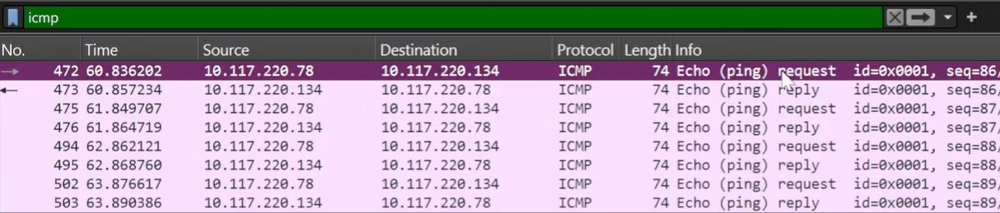 icmp
No. Time Source Destination Protocol Length Info
472 60.836202 10.117.220.78 10.117.220.134 ICMP 74 Echo (ping) request id=0x0001, seq=86/
473 60.857234 10.117.220.134 10.117.220.78 ICMP 74 Echo (ping) reply id=0x0001, seq=86/
475 61.849707 10.117.220.78 10.117.220.134 ICMP 74 Echo (ping) request id=0x0001, seq=87/
476 61.864719 10.117.220.134 10.117.220.78 ICMP 74 Echo (ping) reply id=0x0001, seq=87/
494 62.862121 10.117.220.78 10.117.220.134 ICMP 74 Echo (ping) request id=0x0001, seq=88/
495 62.868760 10.117.220.134 10.117.220.78 ICMP 74 Echo (ping) reply id=0x0001, seq=88/
502 63.876617 10.117.220.78 10.117.220.134 ICMP 74 Echo (ping) request id=0x0001, seq=89/
503 63.890386 10.117.220.134 10.117.220.78 ICMP 74 Echo (ping) reply id=0x0001, seq=89/